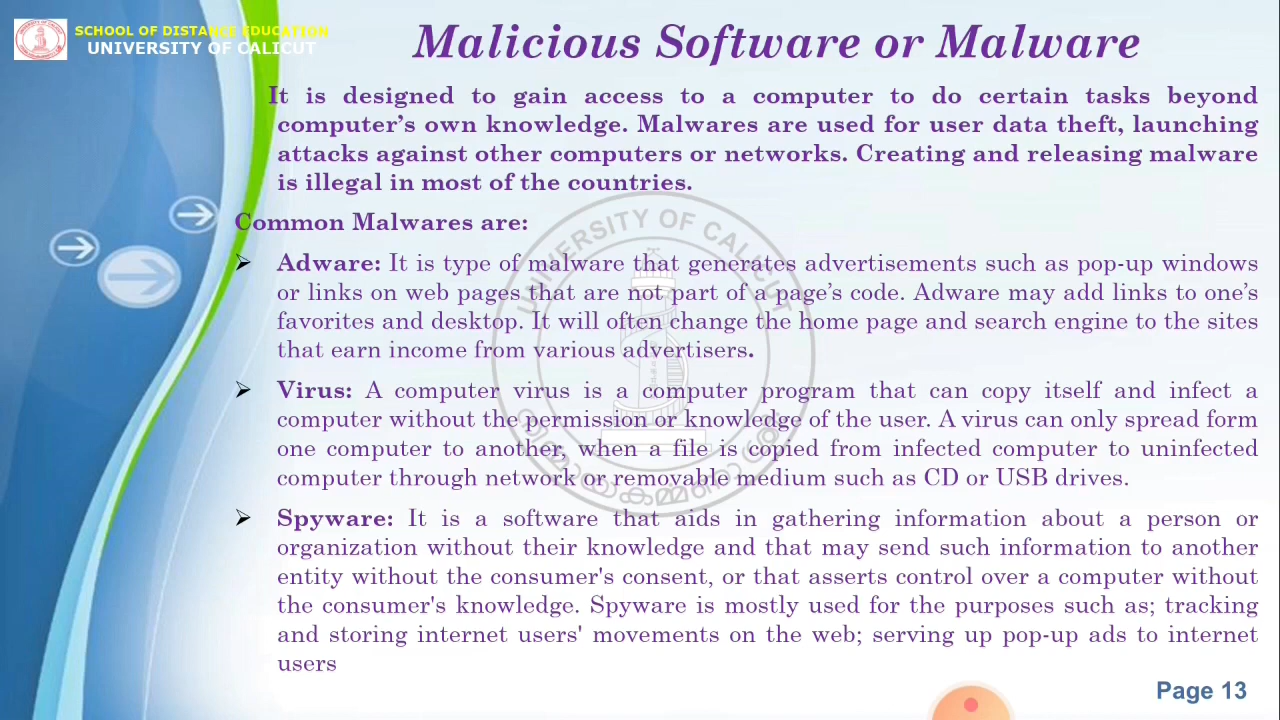 SCHOOL OF DISTANCE EDUCATION
UNIVERSITY OF CALICUT
Malicious Software or Malware
It is designed to gain access to a computer to do certain tasks beyond
computer’s own knowledge. Malwares are used for user data theft, launching
attacks against other computers or networks. Creating and releasing malware
is illegal in most of the countries.
Common Malwares are:
➢ Adware: It is type of malware that generates advertisements such as pop-up windows
or links on web pages that are not part of a page’s code. Adware may add links to one’s
favorites and desktop. It will often change the home page and search engine to the sites
that earn income from various advertisers.
➢ Virus: A computer virus is a computer program that can copy itself and infect a
computer without the permission or knowledge of the user. A virus can only spread form
one computer to another, when a file is copied from infected computer to uninfected
computer through network or removable medium such as CD or USB drives.
➢ Spyware: It is a software that aids in gathering information about a person or
organization without their knowledge and that may send such information to another
entity without the consumer's consent, or that asserts control over a computer without
the consumer's knowledge. Spyware is mostly used for the purposes such as; tracking
and storing internet users' movements on the web; serving up pop-up ads to internet
users
UNIVERSITY OF CALICUT
Page 13